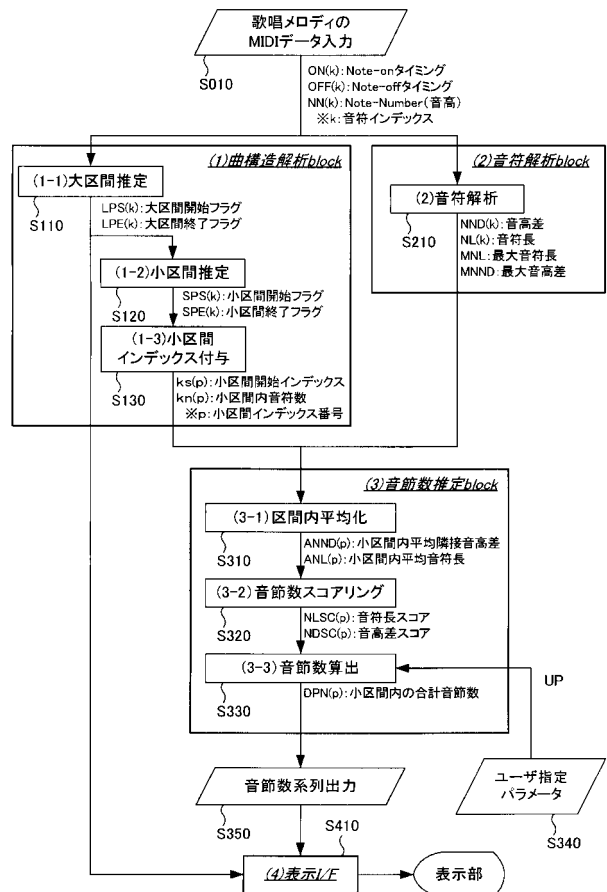 歌唱メロディの
MIDIデータ入力
S010
ON(k):Note-onタイミング
OFF(k):Note-offタイミング
NN(k):Note-Number(音高)
※k:音符インデックス
(1)曲構造解析block
(1-1)大区間推定
S110
LPS(k):大区間開始フラグ
LPE(k):大区間終了フラグ
(1-2)小区間推定
S120
SPS(k):小区間開始フラグ
SPE(k):小区間終了フラグ
(1-3)小区間
インデックス付与
S130
ks(p):小区間開始インデックス
kn(p):小区間内音符数
※p:小区間インデックス番号
(2)音符解析block
(2)音符解析
S210
NND(k):音高差
NL(k):音符長
MNL:最大音符長
MNND:最大音高差
(3)音節数推定block
(3-1)区間内平均化
S310
ANND(p):小区間内平均隣接音高差
ANL(p):小区間内平均音符長
(3-2)音節数スコアリング
S320
NLSC(p):音符長スコア
NDSC(p):音高差スコア
(3-3)音節数算出
S330
DPN(p):小区間内の合計音節数
UP
ユーザ指定
パラメータ
S340
音節数系列出力
S350
S410
(4)表示I/F
表示部